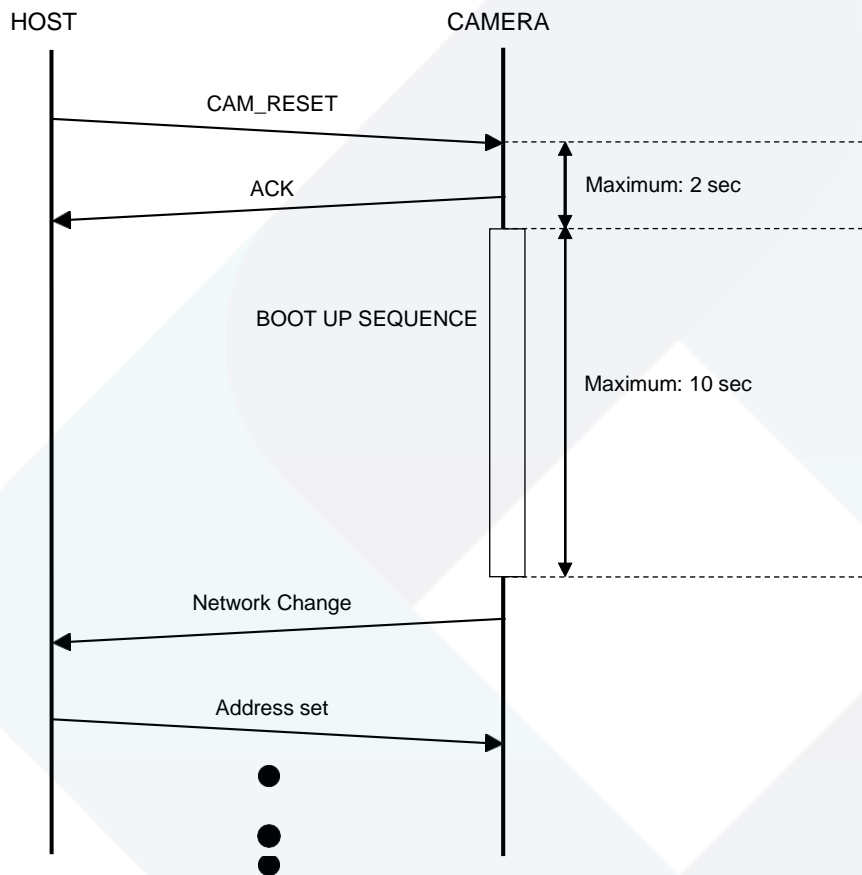 HOST
CAMERA
CAM_RESET
ACK
Maximum: 2 sec
BOOT UP SEQUENCE
Maximum: 10 sec
Network Change
Address set